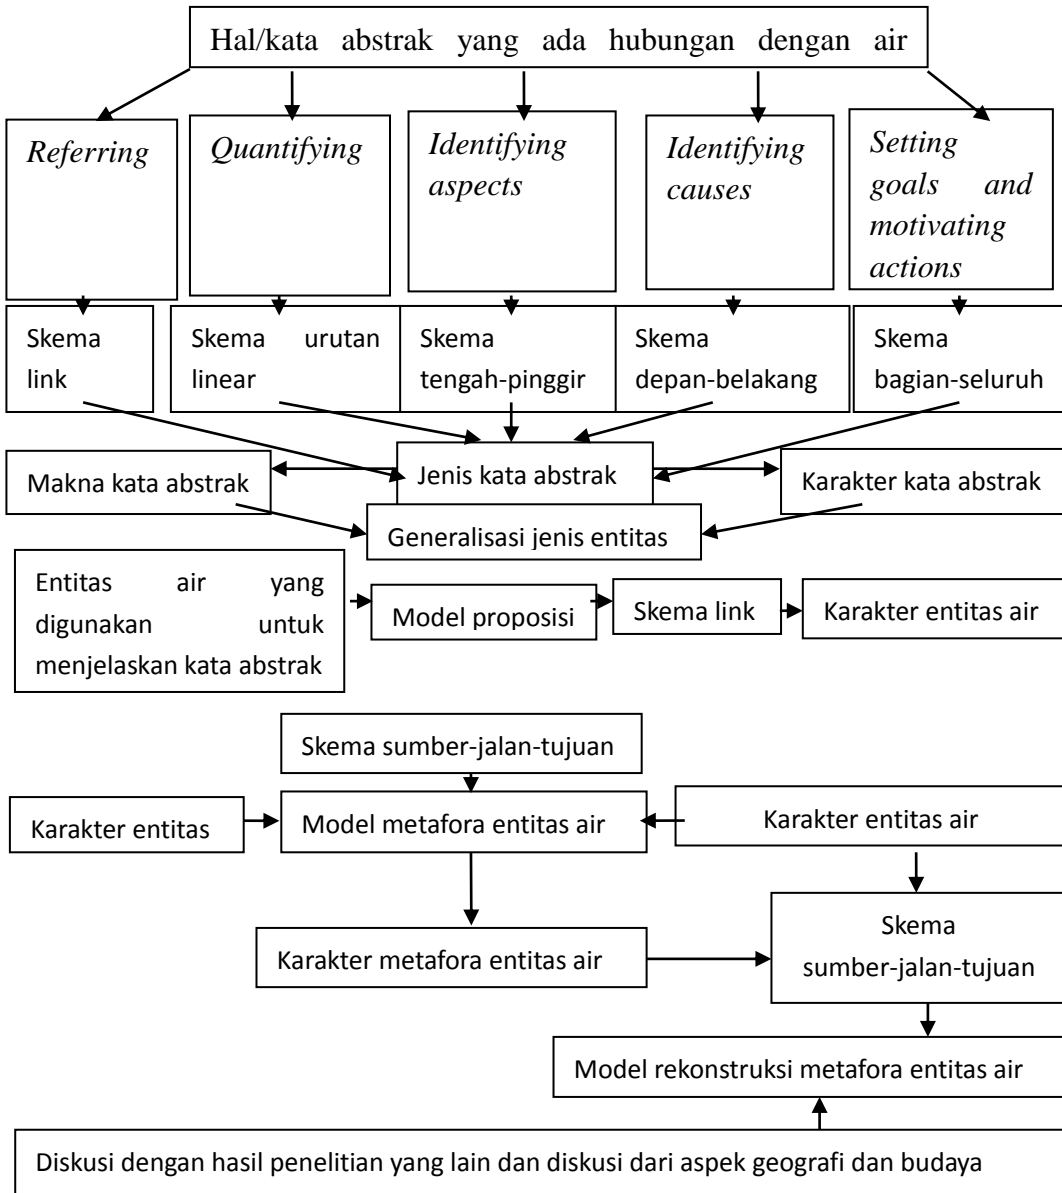 Hal/kata abstrak yang ada hubungan dengan air
Referring
Quantifying
Identifying
aspects
Identifying
causes
Setting
goals and
motivating
actions
Skema
link
Skema urutan
linear
Skema
tengah-pinggir
Skema
depan-belakang
Skema
bagian-seluruh
Jenis kata abstrak
Makna kata abstrak
Karakter kata abstrak
Generalisasi jenis entitas
Entitas air yang
digunakan untuk
menjelaskan kata abstrak
Model proposisi
Skema link
Karakter entitas air
Skema sumber-jalan-tujuan
Karakter entitas
Model metafora entitas air
Karakter entitas air
Karakter metafora entitas air
Skema
sumber-jalan-tujuan
Model rekonstruksi metafora entitas air
Diskusi dengan hasil penelitian yang lain dan diskusi dari aspek geografi dan budaya